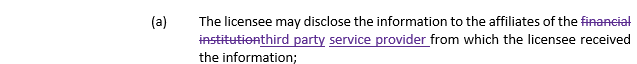 (a) The licensee may disclose the information to the affiliates of the financial
institutionthird party service provider from which the licensee received
the information;